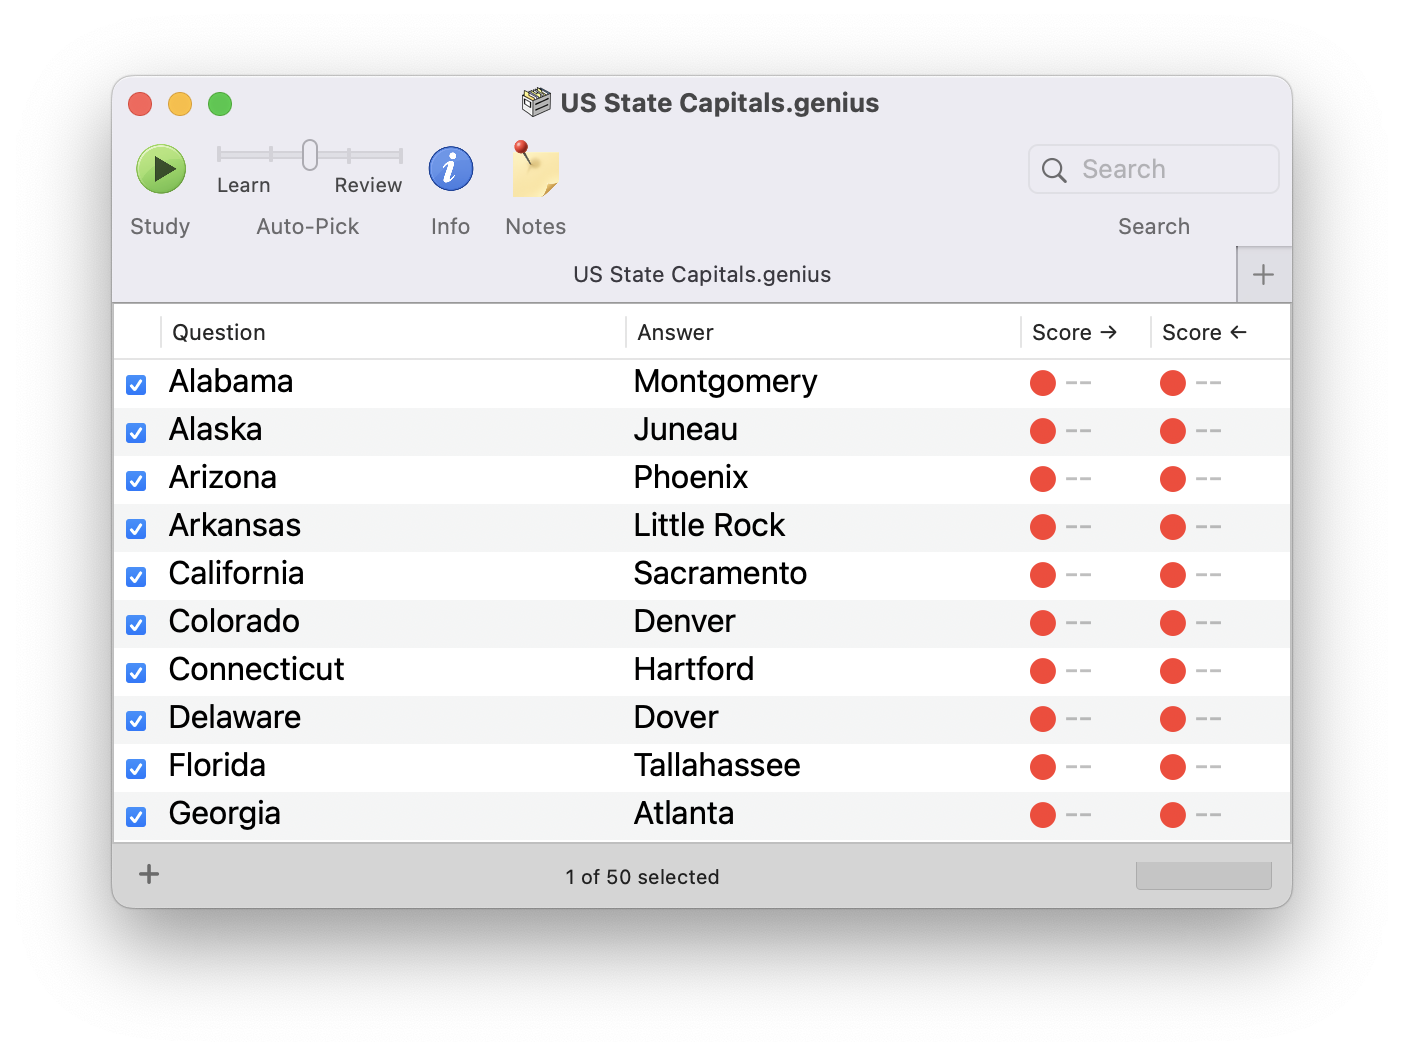 US State Capitals.genius
Learn Review
Study Auto-Pick Info Notes
Search
Search
US State Capitals.genius
Question Answer Score → Score ←
Alabama Montgomery -- --
Alaska Juneau -- --
Arizona Phoenix -- --
Arkansas Little Rock -- --
California Sacramento -- --
Colorado Denver -- --
Connecticut Hartford -- --
Delaware Dover -- --
Florida Tallahassee -- --
Georgia Atlanta -- --
1 of 50 selected